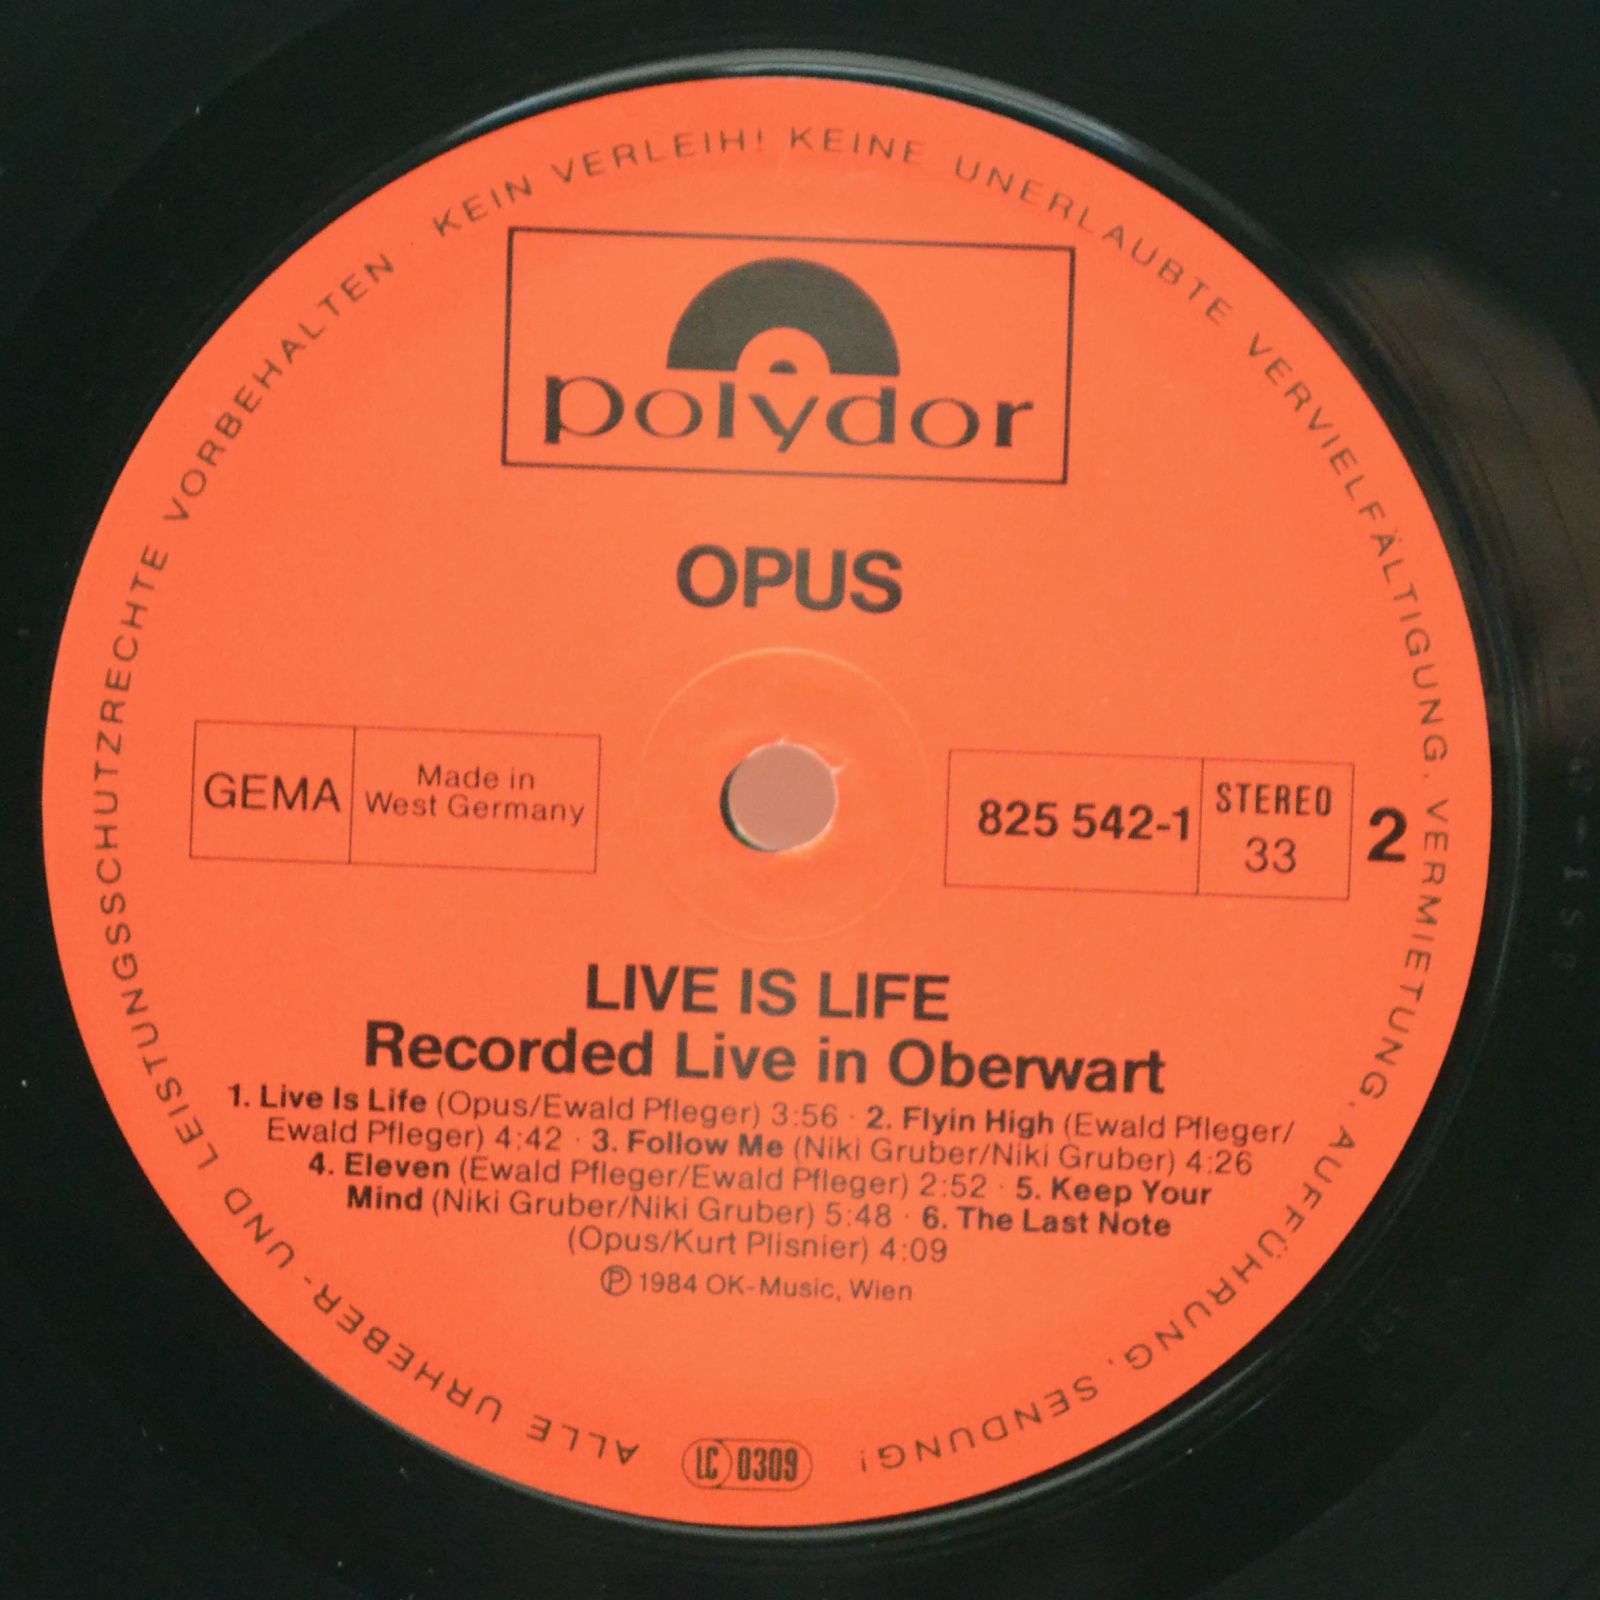 ALLE URHEBER- UND LEISTUNGSSCHUTZRECHTE VORBEHALTEN KEIN VERLEIH! KEINE UNERLAUBTE VERVIELFÄLTIGUNG, VERMIETUNG, AUFFÜHRUNG, SENDUNG!
polydor
OPUS
GEMA
Made in
West Germany
825 542-1
STEREO
33
2
LIVE IS LIFE
Recorded Live in Oberwart
1. Live Is Life (Opus/Ewald Pfleger) 3:56 · 2. Flyin High (Ewald Pfleger/
Ewald Pfleger) 4:42 · 3. Follow Me (Niki Gruber/Niki Gruber) 4:26
4. Eleven (Ewald Pfleger/Ewald Pfleger) 2:52 · 5. Keep Your
Mind (Niki Gruber/Niki Gruber) 5:48 · 6. The Last Note
(Opus/Kurt Plisnier) 4:09
Ⓟ 1984 OK-Music, Wien
LC 0309